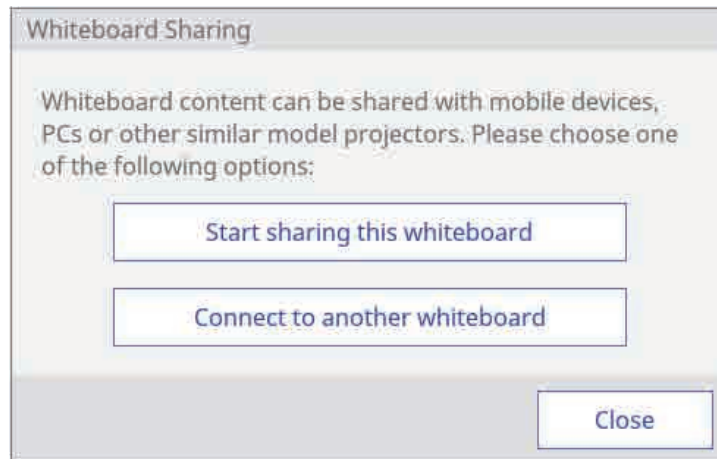 Whiteboard Sharing
Whiteboard content can be shared with mobile devices,
PCs or other similar model projectors. Please choose one
of the following options:
Start sharing this whiteboard
Connect to another whiteboard
Close